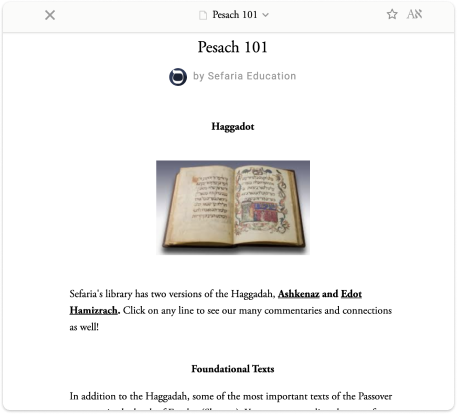 Pesach 101
Pesach 101
by Sefaria Education
Haggadot
Sefaria's library has two versions of the Haggadah, Ashkenaz and Edot
Hamizrach. Click on any line to see our many commentaries and connections
as well!
Foundational Texts
In addition to the Haggadah, some of the most important texts of the Passover